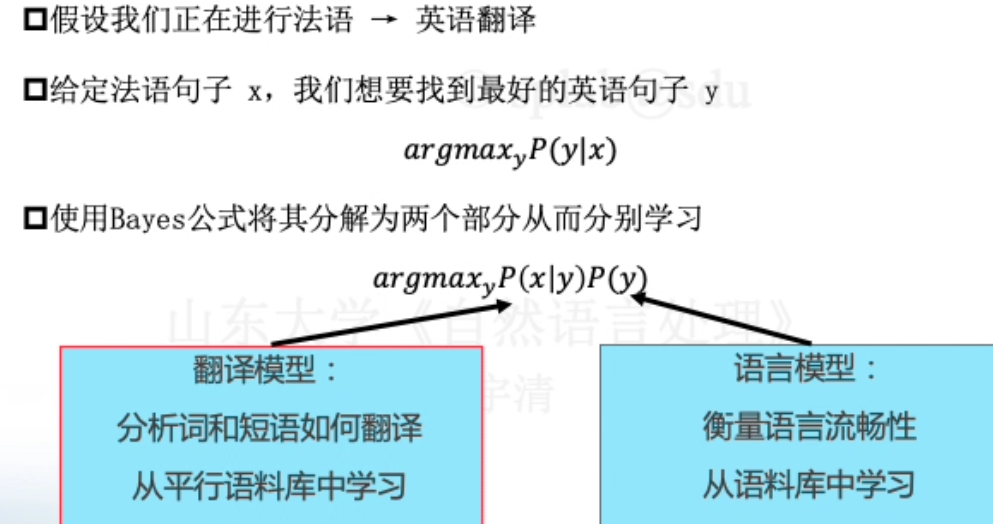 假设我们正在进行法语 → 英语翻译
给定法语句子 x，我们想要找到最好的英语句子 y
argmax_y P(y|x)
使用Bayes公式将其分解为两个部分从而分别学习
argmax_y P(x|y)P(y)
山东大学《自然语言处理》
宇清
翻译模型：
分析词和短语如何翻译
从平行语料库中学习
语言模型：
衡量语言流畅性
从语料库中学习